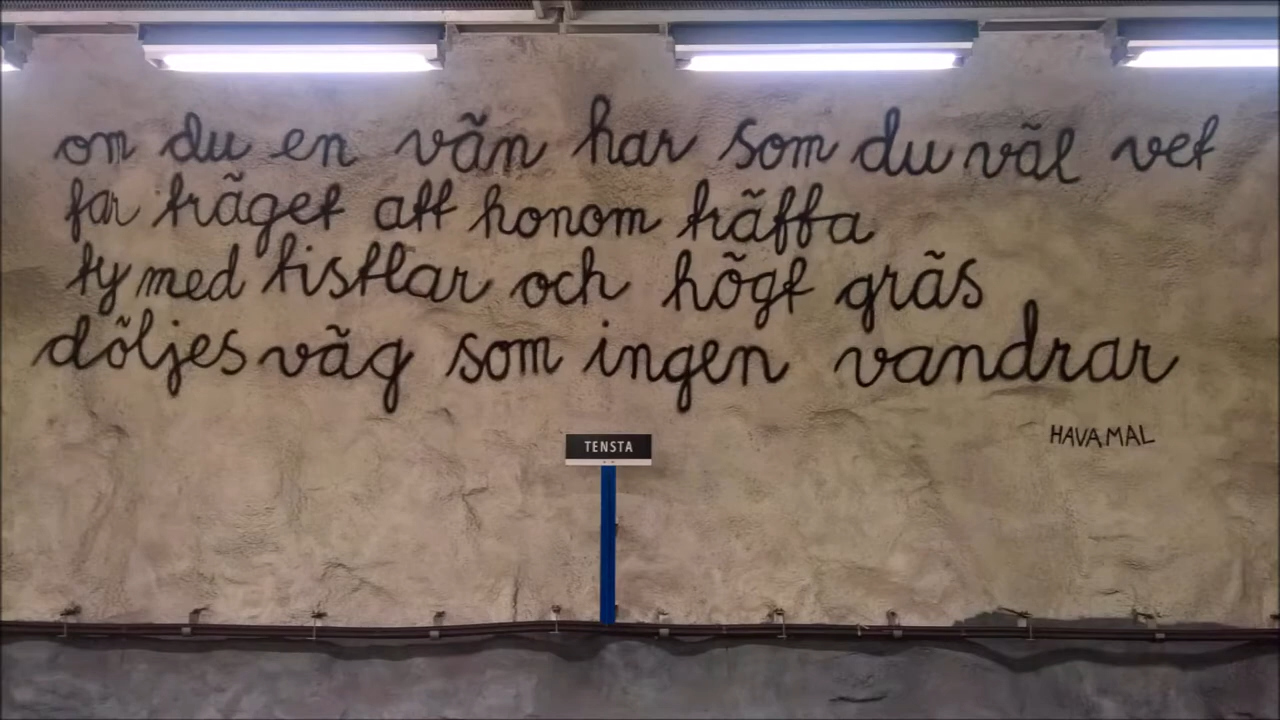 om du en vän har som du väl vet
far träget att honom träffa
ty med tistlar och högt gräs
döljes väg som ingen vandrar
HAVAMAL
TENSTA